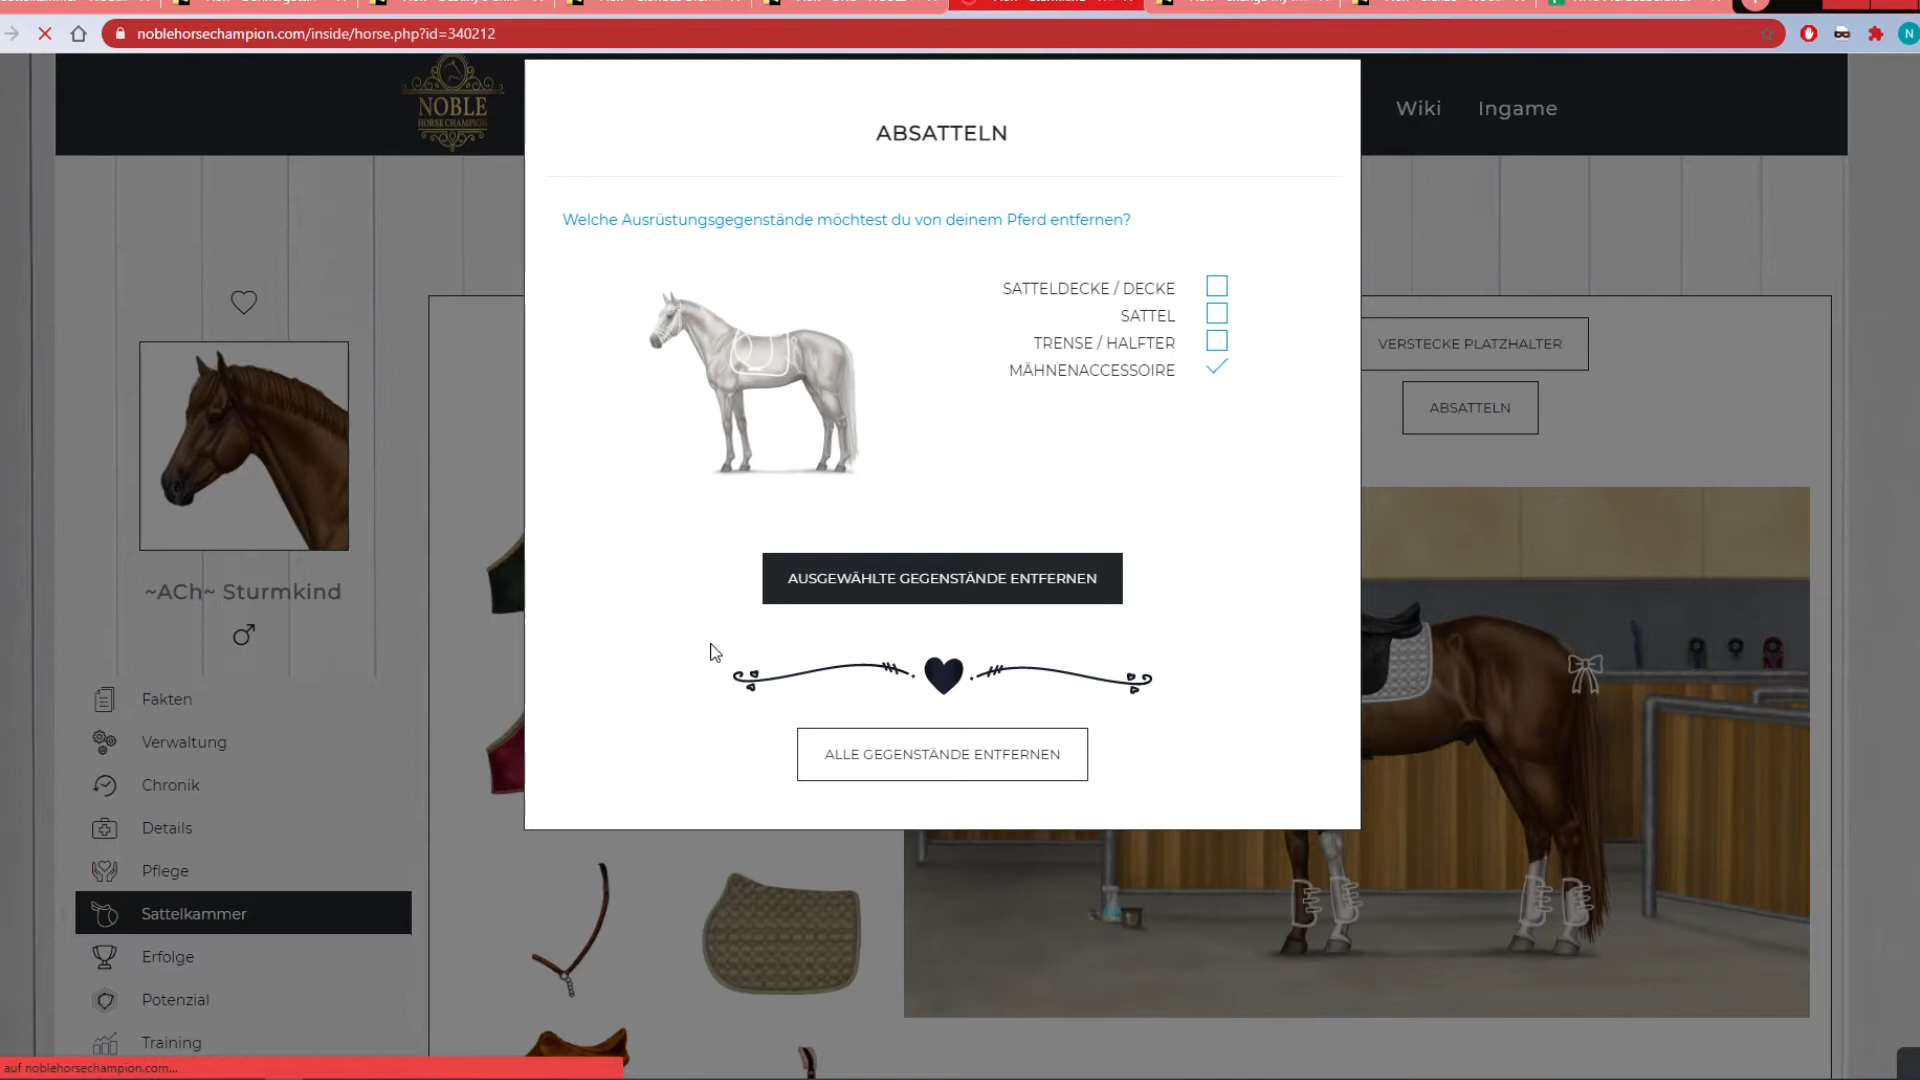 noblehorsechampion.com/inside/horse.php?id=340212
N
NOBLE
HORSE CHAMPION
Wiki
Ingame
ABSATTELN
Welche Ausrüstungsgegenstände möchtest du von deinem Pferd entfernen?
SATTELDECKE / DECKE
SATTEL
TRENSE / HALFTER
MÄHNENACCESSOIRE
VERSTECKE PLATZHALTER
ABSATTELN
AUSGEWÄHLTE GEGENSTÄNDE ENTFERNEN
ALLE GEGENSTÄNDE ENTFERNEN
~ACh~ Sturmkind
Fakten
Verwaltung
Chronik
Details
Pflege
Sattelkammer
Erfolge
Potenzial
Training
auf noblehorsechampion.com...